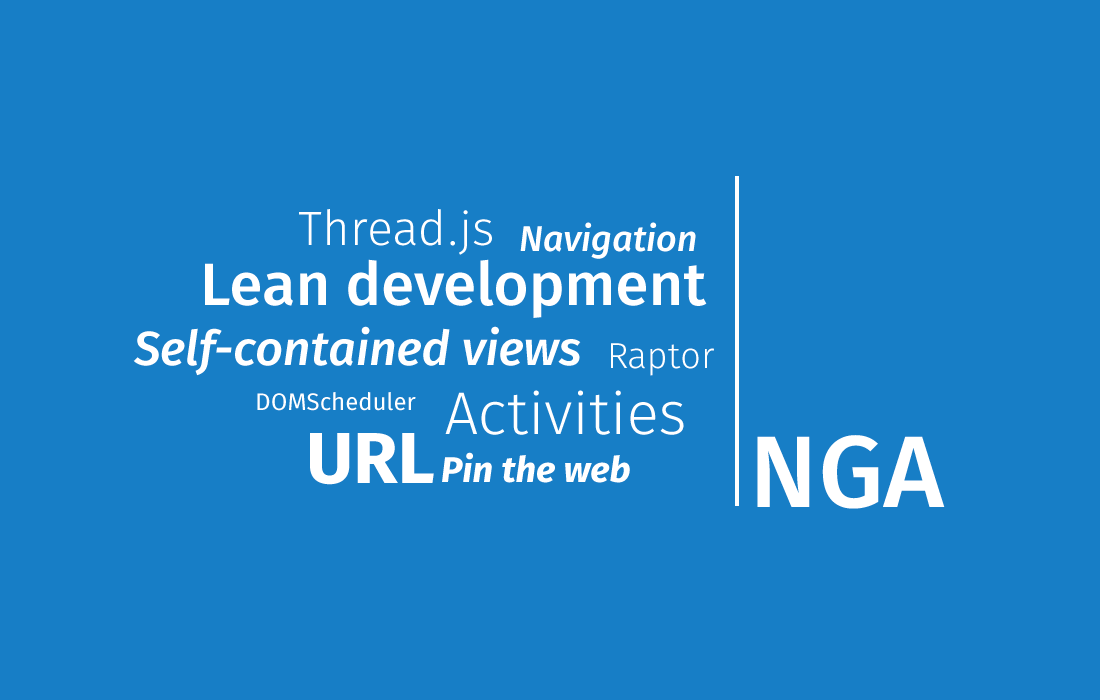 Thread.js Navigation
Lean development
Self-contained views Raptor
DOMScheduler Activities
URL Pin the web
NGA